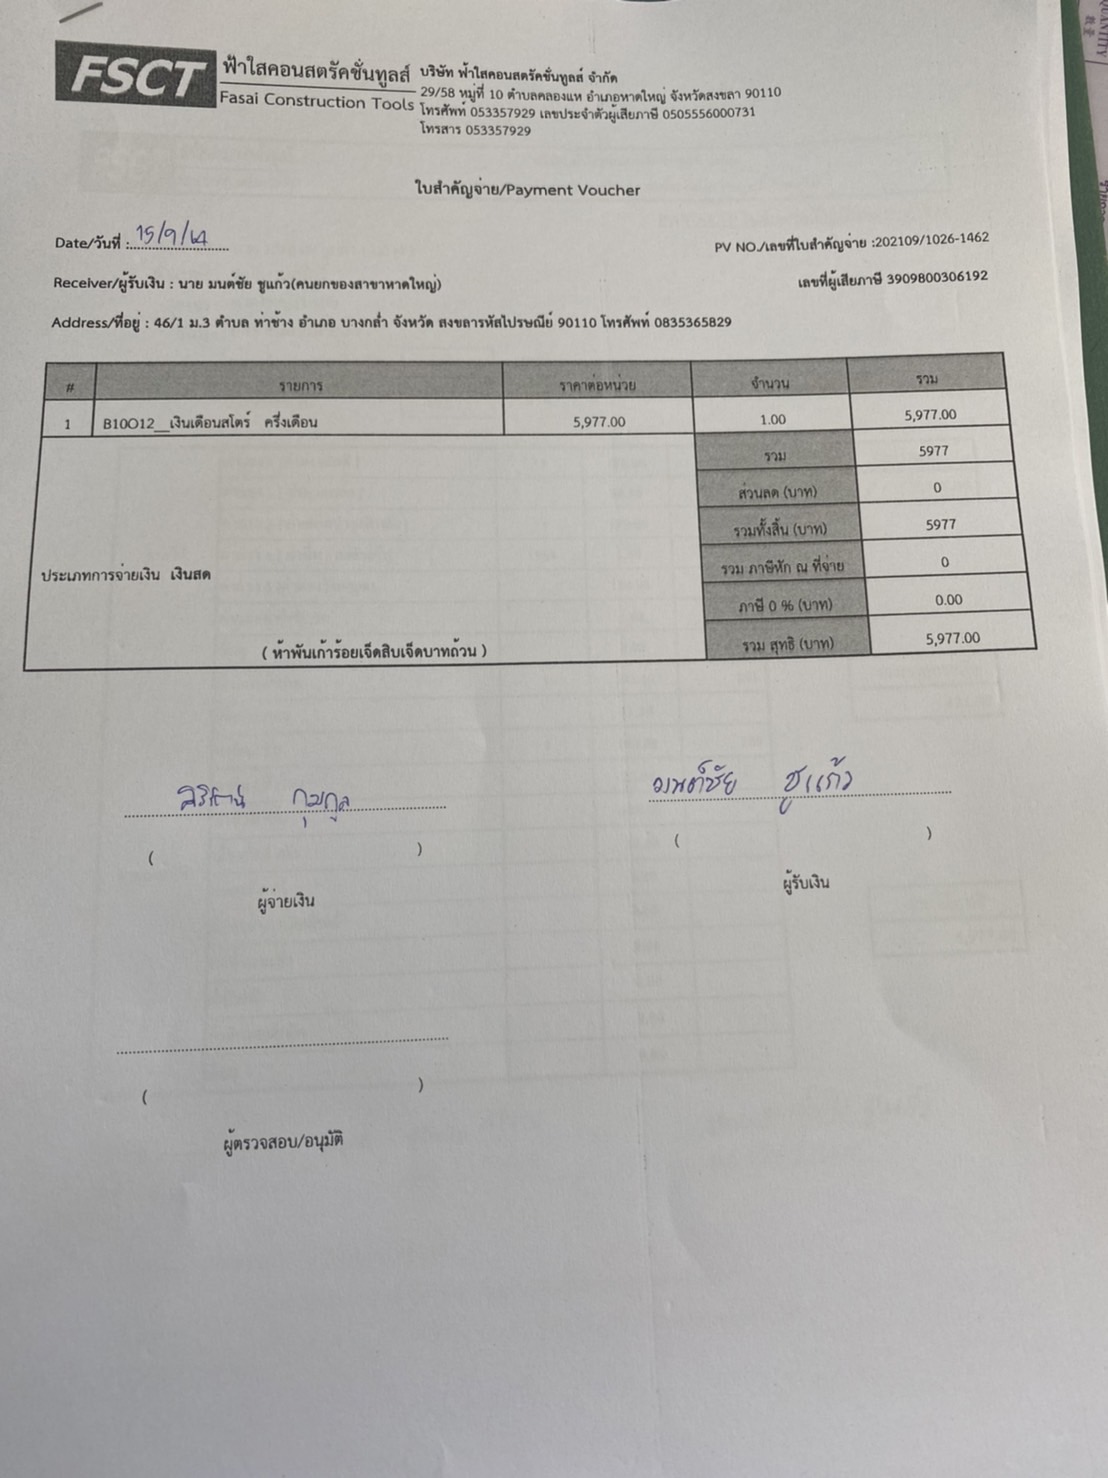 FSCT ฟ้าใสคอนสตรัคชั่นทูลส์
Fasai Construction Tools
บริษัท ฟ้าใสคอนสตรัคชั่นทูลส์ จำกัด
29/58 หมู่ที่ 10 ตำบลคลองแห อำเภอหาดใหญ่ จังหวัดสงขลา 90110
โทรศัพท์ 053357929 เลขประจำตัวผู้เสียภาษี 0505556000731
โทรสาร 053357929
ใบสำคัญจ่าย/Payment Voucher
Date/วันที่ : 15/9/64
PV NO./เลขที่ใบสำคัญจ่าย :202109/1026-1462
Receiver/ผู้รับเงิน : นาย มนต์ชัย ชูแก้ว(คนยกของสาขาหาดใหญ่)
เลขที่ผู้เสียภาษี 3909800306192
Address/ที่อยู่ : 46/1 ม.3 ตำบล ท่าช้าง อำเภอ บางกล่ำ จังหวัด สงขลารหัสไปรษณีย์ 90110 โทรศัพท์ 0835365829
# รายการ ราคาต่อหน่วย จำนวน รวม
1 B10O12__เงินเดือนสโตร์ ครึ่งเดือน 5,977.00 1.00 5,977.00
รวม 5977
ส่วนลด (บาท) 0
รวมทั้งสิ้น (บาท) 5977
ประเภทการจ่ายเงิน เงินสด
รวม ภาษีหัก ณ ที่จ่าย 0
ภาษี 0 % (บาท) 0.00
( ห้าพันเก้าร้อยเจ็ดสิบเจ็ดบาทถ้วน )
รวม สุทธิ (บาท) 5,977.00
มนต์ชัย ชูแก้ว
( )
( )
ผู้จ่ายเงิน
ผู้รับเงิน
( )
ผู้ตรวจสอบ/อนุมัติ
QUANTITY